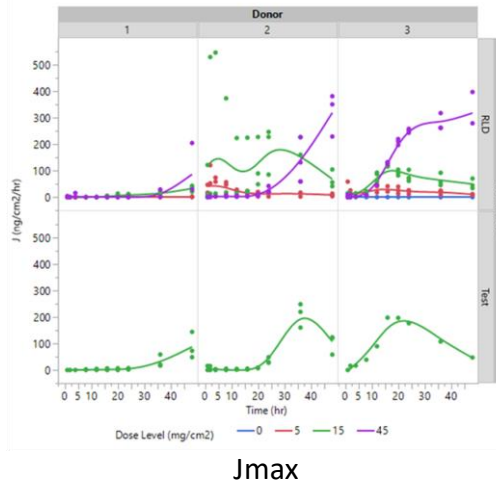 Donor
1 2 3
500
400
300
200
100
0
RLD
J (ng/cm2/hr)
500
400
300
200
100
0
Test
0 5 10 20 30 40 0 5 10 20 30 40 0 5 10 20 30 40
Time (hr)
Dose Level (mg/cm2) 0 5 15 45
Jmax